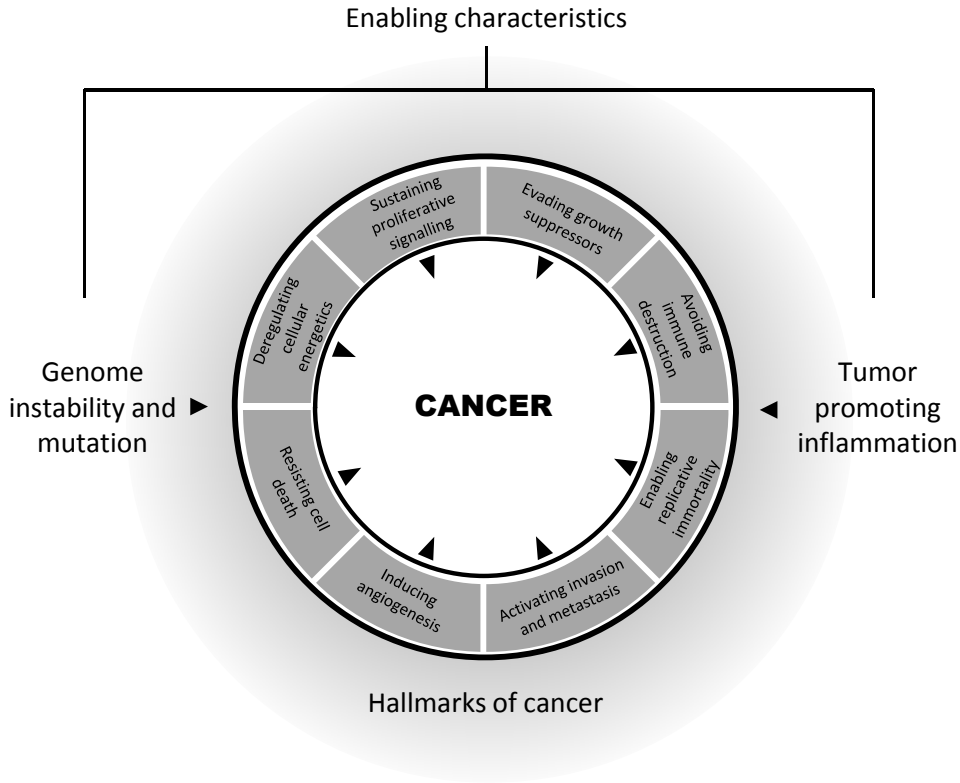 Enabling characteristics
Sustaining
proliferative
signalling
Evading growth
suppressors
Deregulating
cellular
energetics
Avoiding
immune
destruction
Genome
instability and
mutation
CANCER
Tumor
promoting
inflammation
Resisting cell
death
Enabling
replicative
immortality
Inducing
angiogenesis
Activating invasion
and metastasis
Hallmarks of cancer